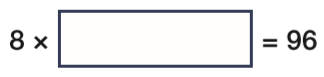 8 × = 96